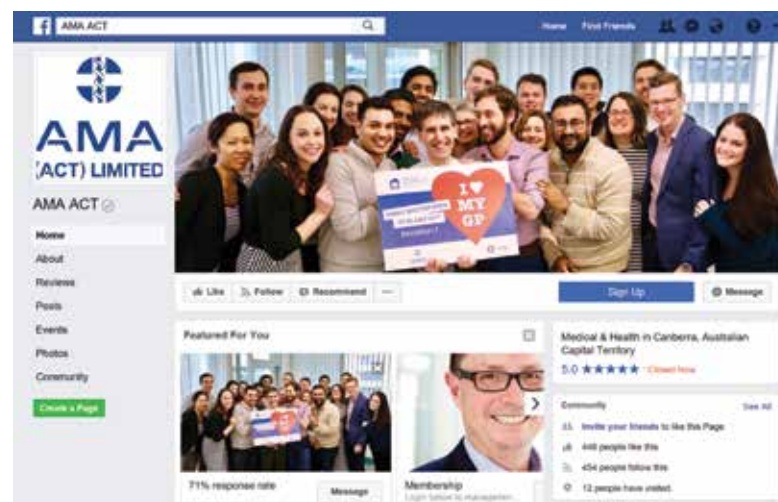 AMA ACT
Home Find Friends
AMA
(ACT) LIMITED
AMA ACT
Home
About
Reviews
Posts
Events
Photos
Community
Create a Page
I
MY
GP
Like Follow Recommend
Sign Up
Message
Featured For You
71% response rate
Message
Membership
Medical & Health in Canberra, Australian
Capital Territory
5.0 ★★★★★ Closed Now
Community
See All
Invite your friends to like this Page
448 people like this
454 people follow this
12 people have visited